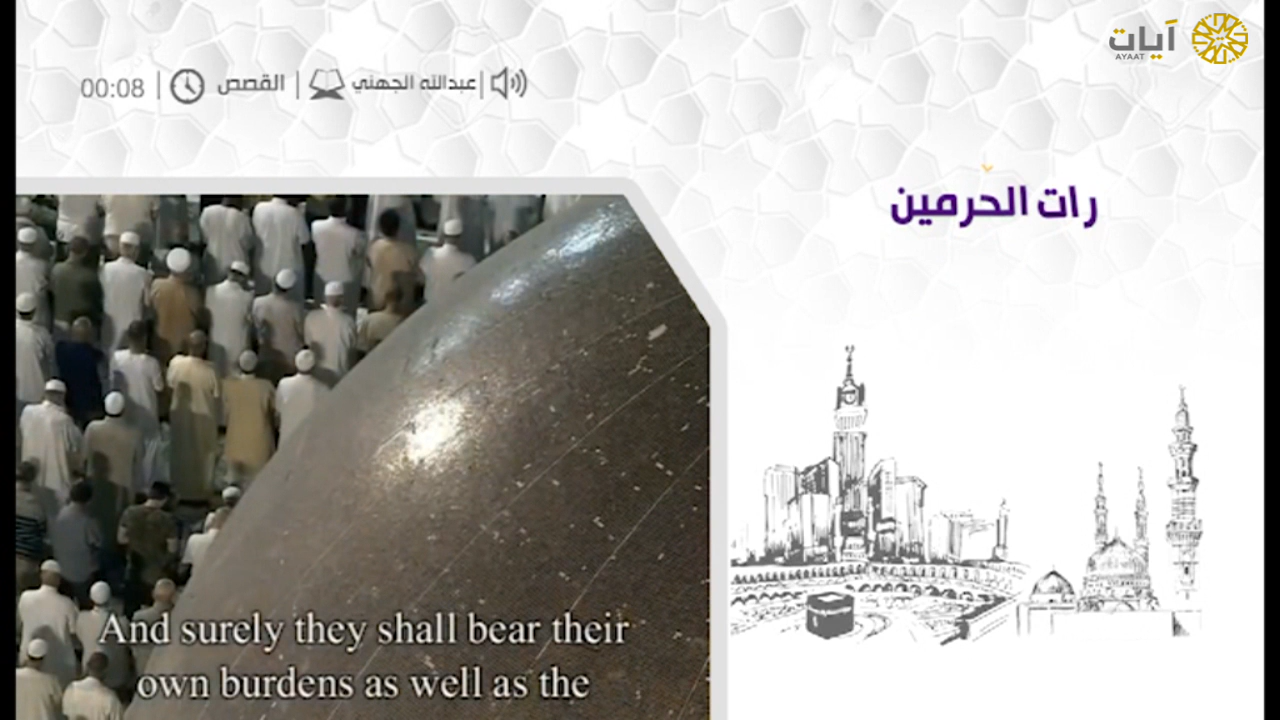 آيات
AYAAT
عبدالله الجهني | القصص | 00:08
رات الحرمين
And surely they shall bear their
own burdens as well as the